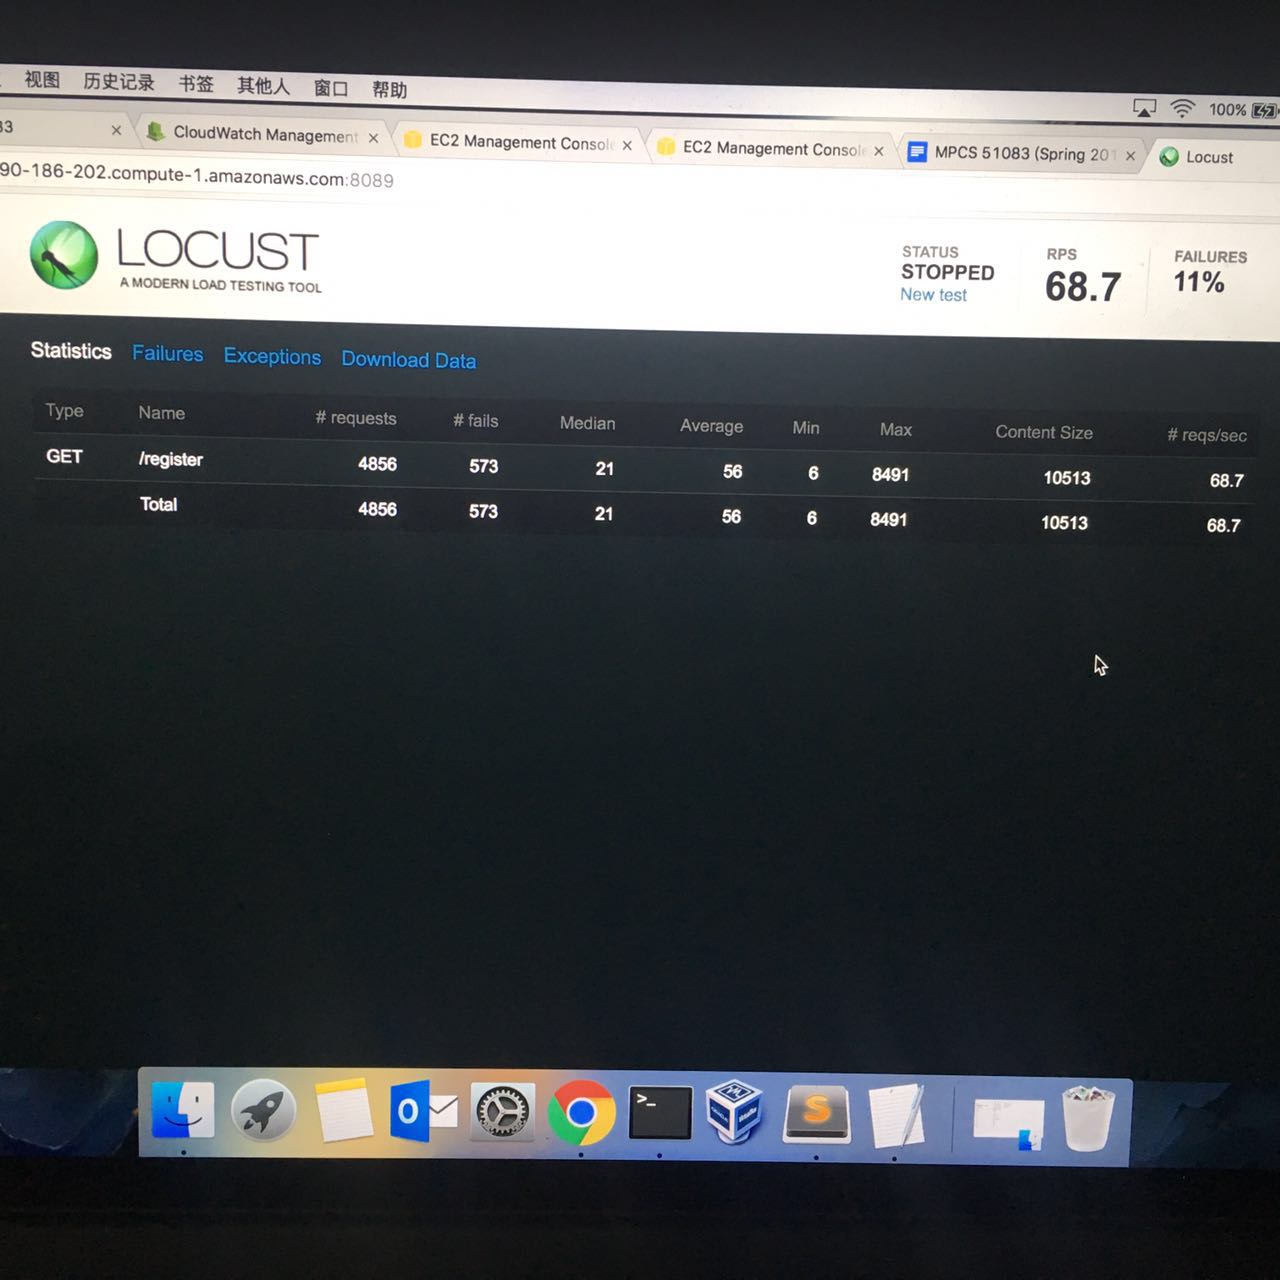 视图 历史记录 书签 其他人 窗口 帮助 100%
CloudWatch Management EC2 Management Console EC2 Management Console MPCS 51083 (Spring 201 Locust
90-186-202.compute-1.amazonaws.com:8089
LOCUST
A MODERN LOAD TESTING TOOL
STATUS
STOPPED
New test
RPS
68.7
FAILURES
11%
Statistics Failures Exceptions Download Data
Type Name # requests # fails Median Average Min Max Content Size # reqs/sec
GET /register 4856 573 21 56 6 8491 10513 68.7
Total 4856 573 21 56 6 8491 10513 68.7